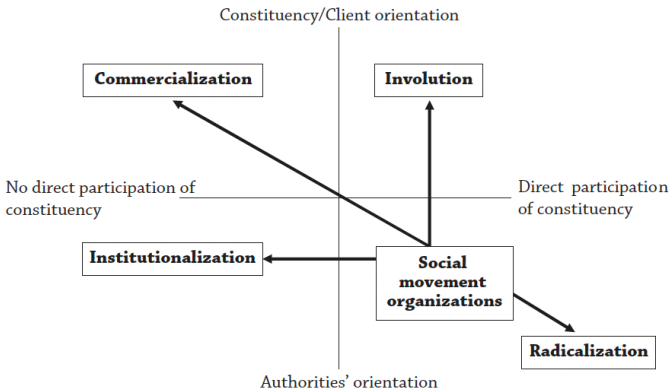 Constituency/Client orientation
Commercialization
Involution
No direct participation of
constituency
Direct participation
of constituency
Institutionalization
Social
movement
organizations
Radicalization
Authorities’ orientation